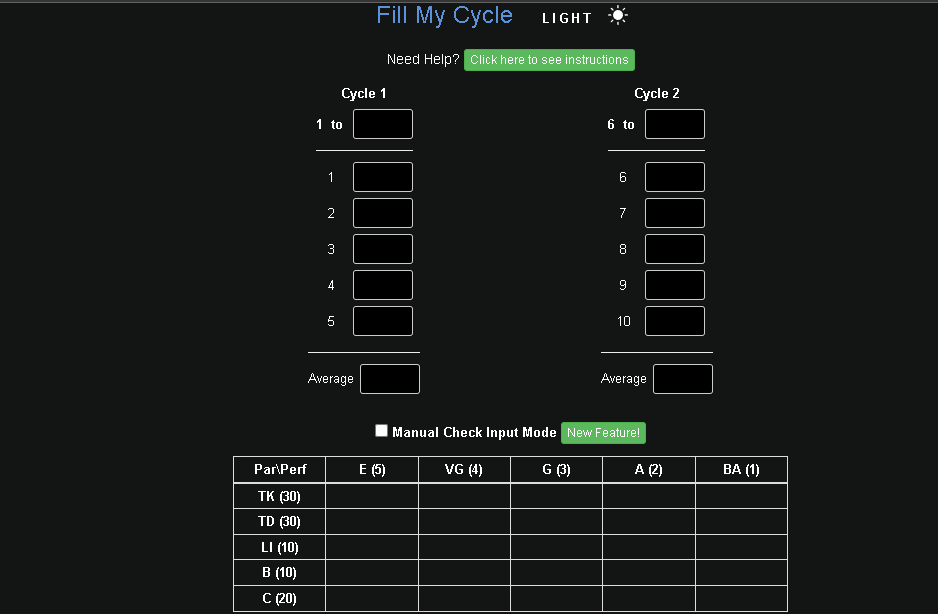 Fill My Cycle LIGHT
Need Help? Click here to see instructions
Cycle 1 Cycle 2
1 to 6 to
1 6
2 7
3 8
4 9
5 10
Average Average
Manual Check Input Mode New Feature!
Par\Perf E (5) VG (4) G (3) A (2) BA (1)
TK (30)
TD (30)
LI (10)
B (10)
C (20)